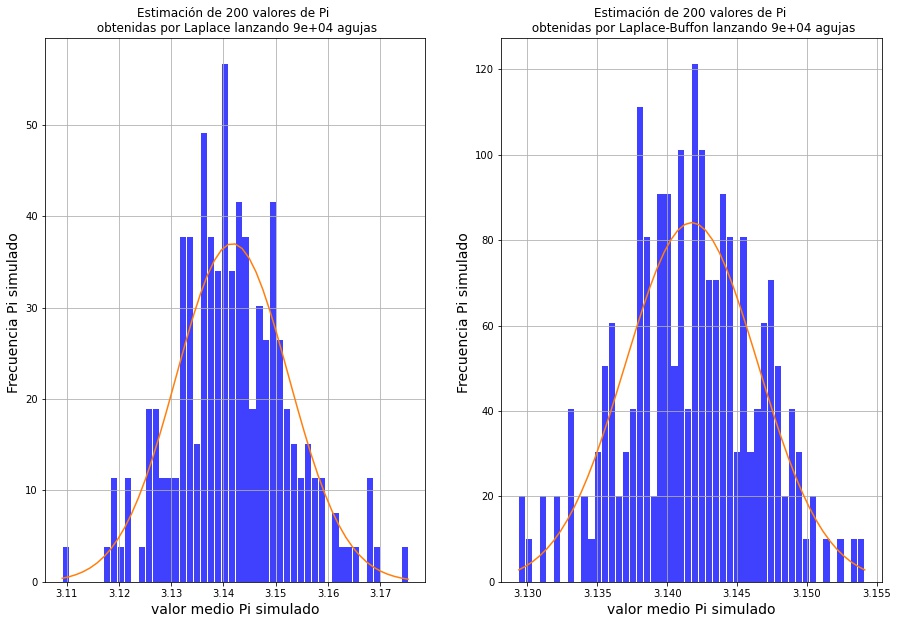 Estimación de 200 valores de Pi
obtenidas por Laplace lanzando 9e+04 agujas
Frecuencia Pi simulado
50
40
30
20
10
0
3.11 3.12 3.13 3.14 3.15 3.16 3.17
valor medio Pi simulado
Estimación de 200 valores de Pi
obtenidas por Laplace-Buffon lanzando 9e+04 agujas
Frecuencia Pi simulado
120
100
80
60
40
20
0
3.130 3.135 3.140 3.145 3.150 3.155
valor medio Pi simulado